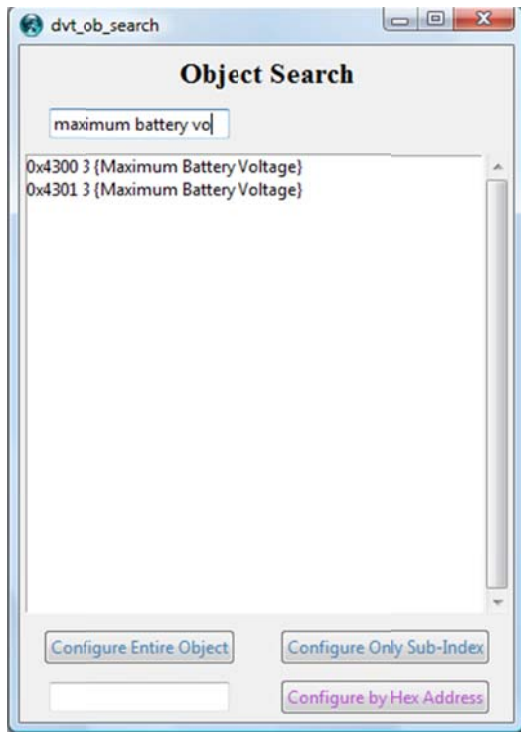 dvt_ob_search
Object Search
maximum battery vo
0x4300 3 {Maximum Battery Voltage}
0x4301 3 {Maximum Battery Voltage}
Configure Entire Object
Configure Only Sub-Index
Configure by Hex Address